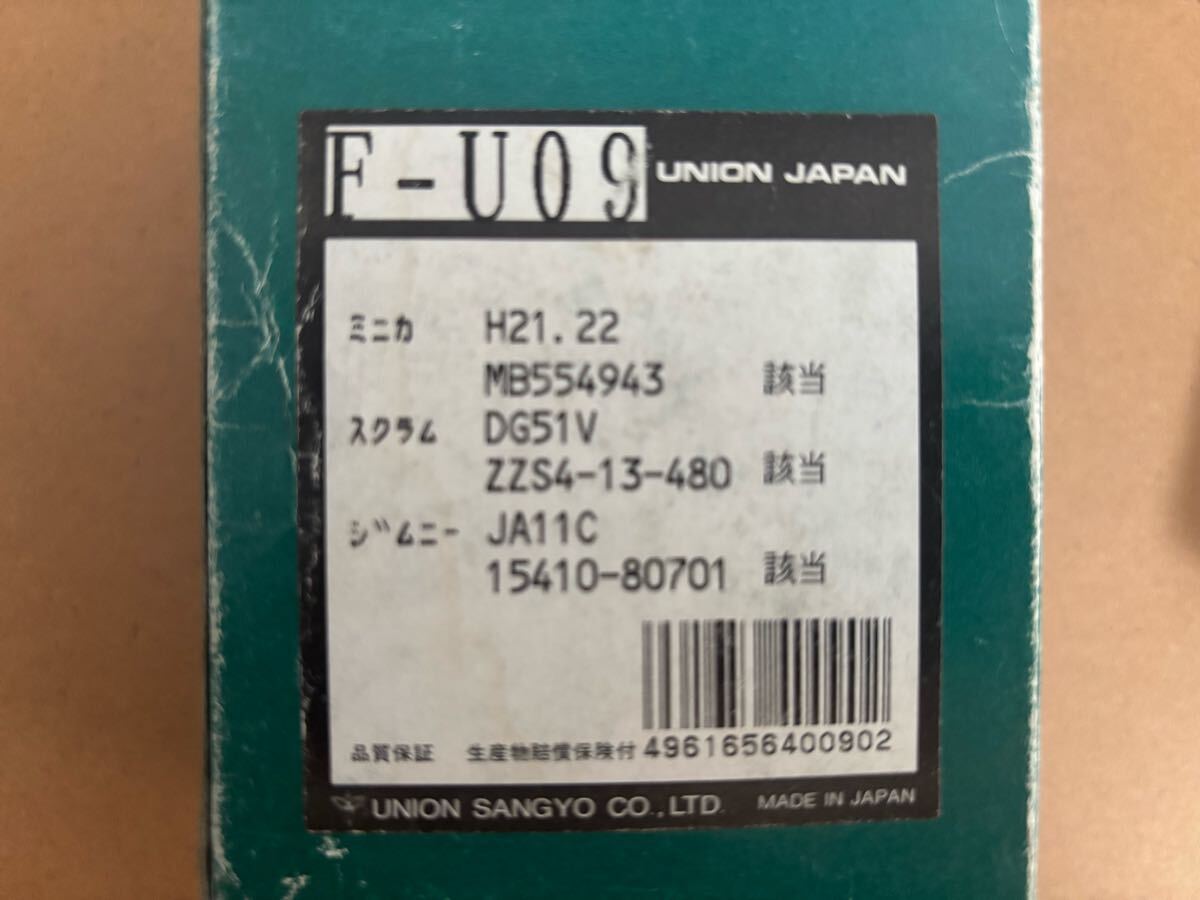 F-U09 UNION JAPAN
ミニカ H21.22
MB554943 該当
スクラム DG51V
ZZS4-13-480 該当
ジムニー JA11C
15410-80701 該当
品質保証 生産物賠償保険付 4961656400902
UNION SANGYO CO.,LTD. MADE IN JAPAN